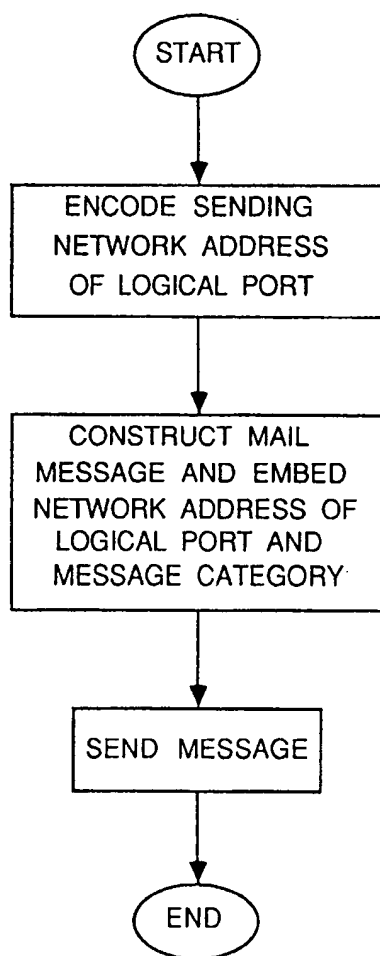 START
ENCODE SENDING
NETWORK ADDRESS
OF LOGICAL PORT
CONSTRUCT MAIL
MESSAGE AND EMBED
NETWORK ADDRESS OF
LOGICAL PORT AND
MESSAGE CATEGORY
SEND MESSAGE
END